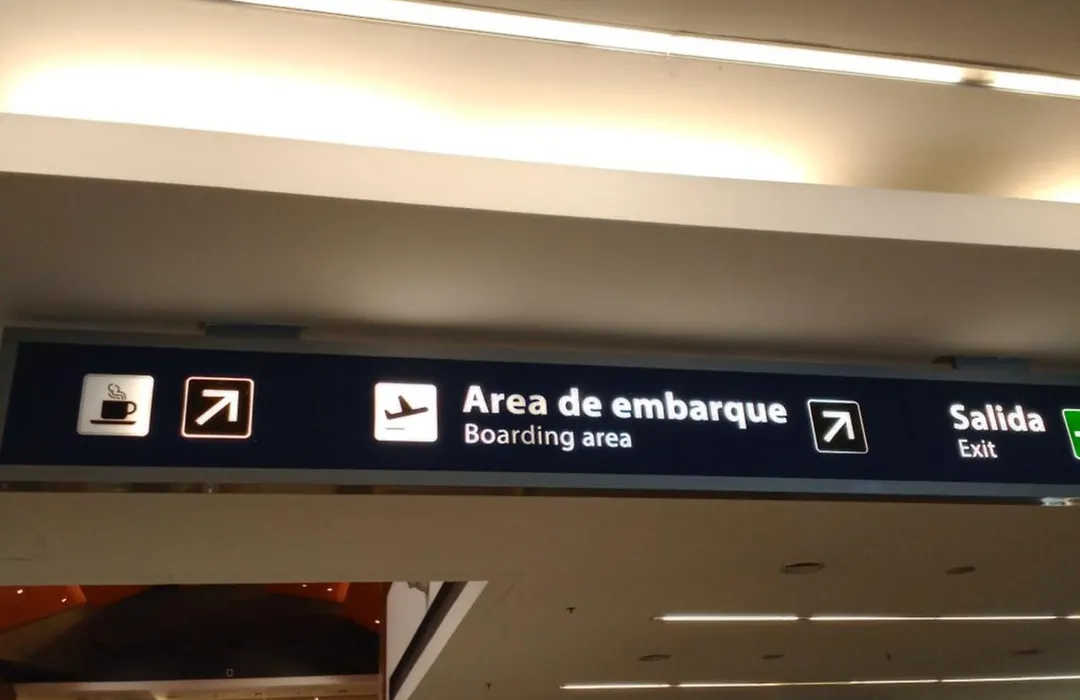 Area de embarque
Boarding area
Salida
Exit